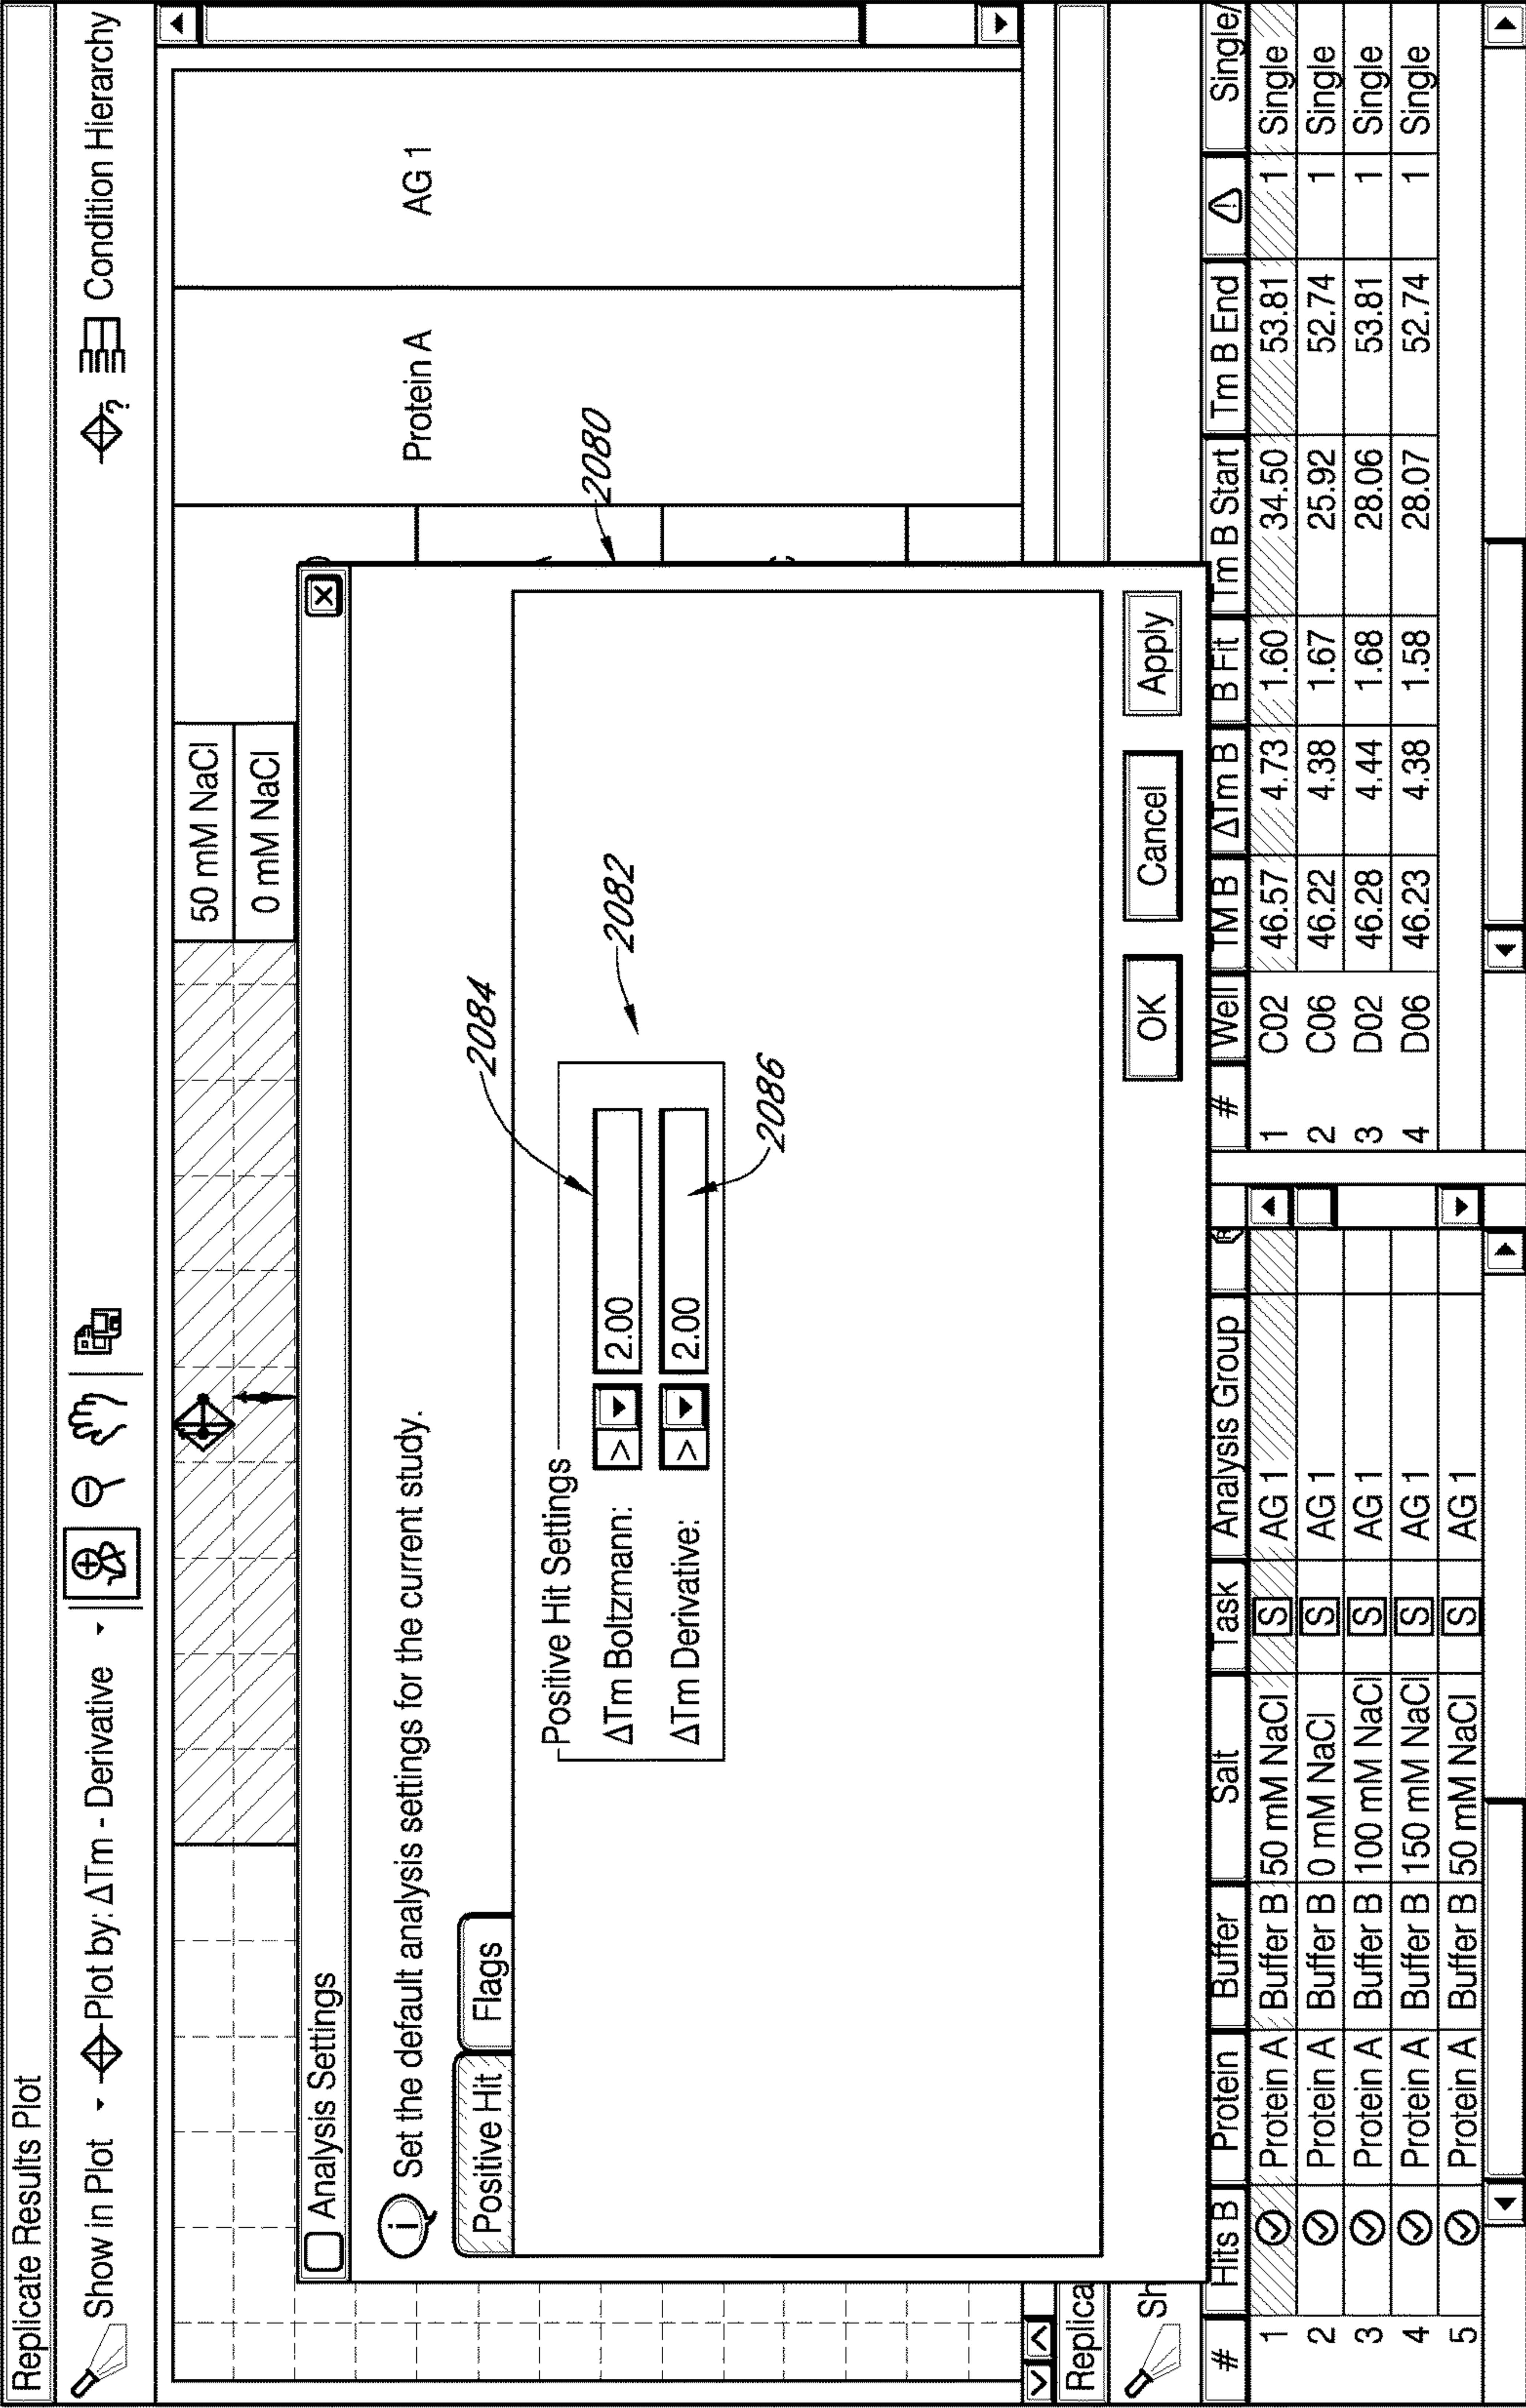 Replicate Results Plot
Show in Plot Plot by: ΔTm - Derivative Condition Hierarchy
50 mM NaCl
0 mM NaCl
Protein A AG 1
2080
Analysis Settings
Set the default analysis settings for the current study.
Positive Hit Flags
2084
Positive Hit Settings
ΔTm Boltzmann: > 2.00
ΔTm Derivative: > 2.00
2082
2086
OK Cancel Apply
Replica
Sh
# Hits B Protein Buffer Salt Task Analysis Group
1 Protein A Buffer B 50 mM NaCl S AG 1
2 Protein A Buffer B 0 mM NaCl S AG 1
3 Protein A Buffer B 100 mM NaCl S AG 1
4 Protein A Buffer B 150 mM NaCl S AG 1
5 Protein A Buffer B 50 mM NaCl S AG 1
# Well TM B ΔTm B B Fit Tm B Start Tm B End Single/
1 C02 46.57 4.73 1.60 34.50 53.81 1 Single
2 C06 46.22 4.38 1.67 25.92 52.74 1 Single
3 D02 46.28 4.44 1.68 28.06 53.81 1 Single
4 D06 46.23 4.38 1.58 28.07 52.74 1 Single